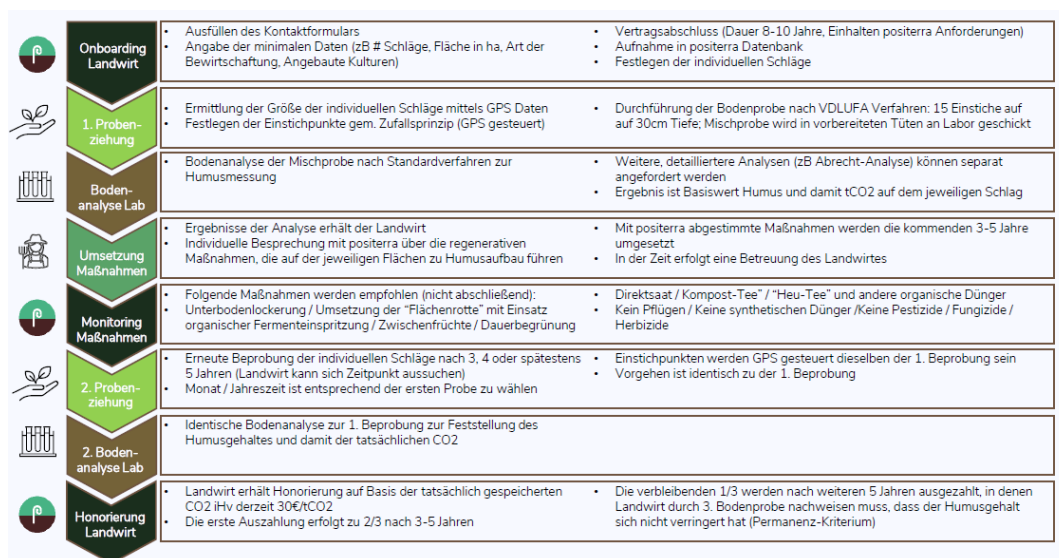 Onboarding
Landwirt
• Ausfüllen des Kontaktformulars
• Angabe der minimalen Daten (zB # Schläge, Fläche in ha, Art der
Bewirtschaftung, Angebaute Kulturen)
• Vertragsabschluss (Dauer 8-10 Jahre, Einhalten positerra Anforderungen)
• Aufnahme in positerra Datenbank
• Festlegen der individuellen Schläge
1. Proben-
ziehung
• Ermittlung der Größe der individuellen Schläge mittels GPS Daten
• Festlegen der Einstichpunkte gem. Zufallsprinzip (GPS gesteuert)
• Durchführung der Bodenprobe nach VDLUFA Verfahren: 15 Einstiche auf
auf 30cm Tiefe; Mischprobe wird in vorbereiteten Tüten an Labor geschickt
Boden-
analyse Lab
• Bodenanalyse der Mischprobe nach Standardverfahren zur
Humusmessung
• Weitere, detailliertere Analysen (zB Abrecht-Analyse) können separat
angefordert werden
• Ergebnis ist Basiswert Humus und damit tCO2 auf dem jeweiligen Schlag
Umsetzung
Maßnahmen
• Ergebnisse der Analyse erhält der Landwirt
• Individuelle Besprechung mit positerra über die regenerativen
Maßnahmen, die auf der jeweiligen Flächen zu Humusaufbau führen
• Mit positerra abgestimmte Maßnahmen werden die kommenden 3-5 Jahre
umgesetzt
• In der Zeit erfolgt eine Betreuung des Landwirtes
Monitoring
Maßnahmen
• Folgende Maßnahmen werden empfohlen (nicht abschließend):
• Unterbodenlockerung / Umsetzung der "Flächenrotte" mit Einsatz
organischer Fermenteinspritzung / Zwischenfrüchte / Dauerbegrünung
• Direktsaat / Kompost-Tee" / "Heu-Tee" und andere organische Dünger
• Kein Pflügen / Keine synthetischen Dünger /Keine Pestizide / Fungizide /
Herbizide
2. Proben-
ziehung
• Erneute Beprobung der individuellen Schläge nach 3, 4 oder spätestens
5 Jahren (Landwirt kann sich Zeitpunkt aussuchen)
• Monat / Jahreszeit ist entsprechend der ersten Probe zu wählen
• Einstichpunkten werden GPS gesteuert dieselben der 1. Beprobung sein
• Vorgehen ist identisch zu der 1. Beprobung
2. Boden-
analyse Lab
• Identische Bodenanalyse zur 1. Beprobung zur Feststellung des
Humusgehaltes und damit der tatsächlichen CO2
Honorierung
Landwirt
• Landwirt erhält Honorierung auf Basis der tatsächlich gespeicherten
CO2 iHv derzeit 30€/tCO2
• Die erste Auszahlung erfolgt zu 2/3 nach 3-5 Jahren
• Die verbleibenden 1/3 werden nach weiteren 5 Jahren ausgezahlt, in denen
Landwirt durch 3. Bodenprobe nachweisen muss, dass der Humusgehalt
sich nicht verringert hat (Permanenz-Kriterium)